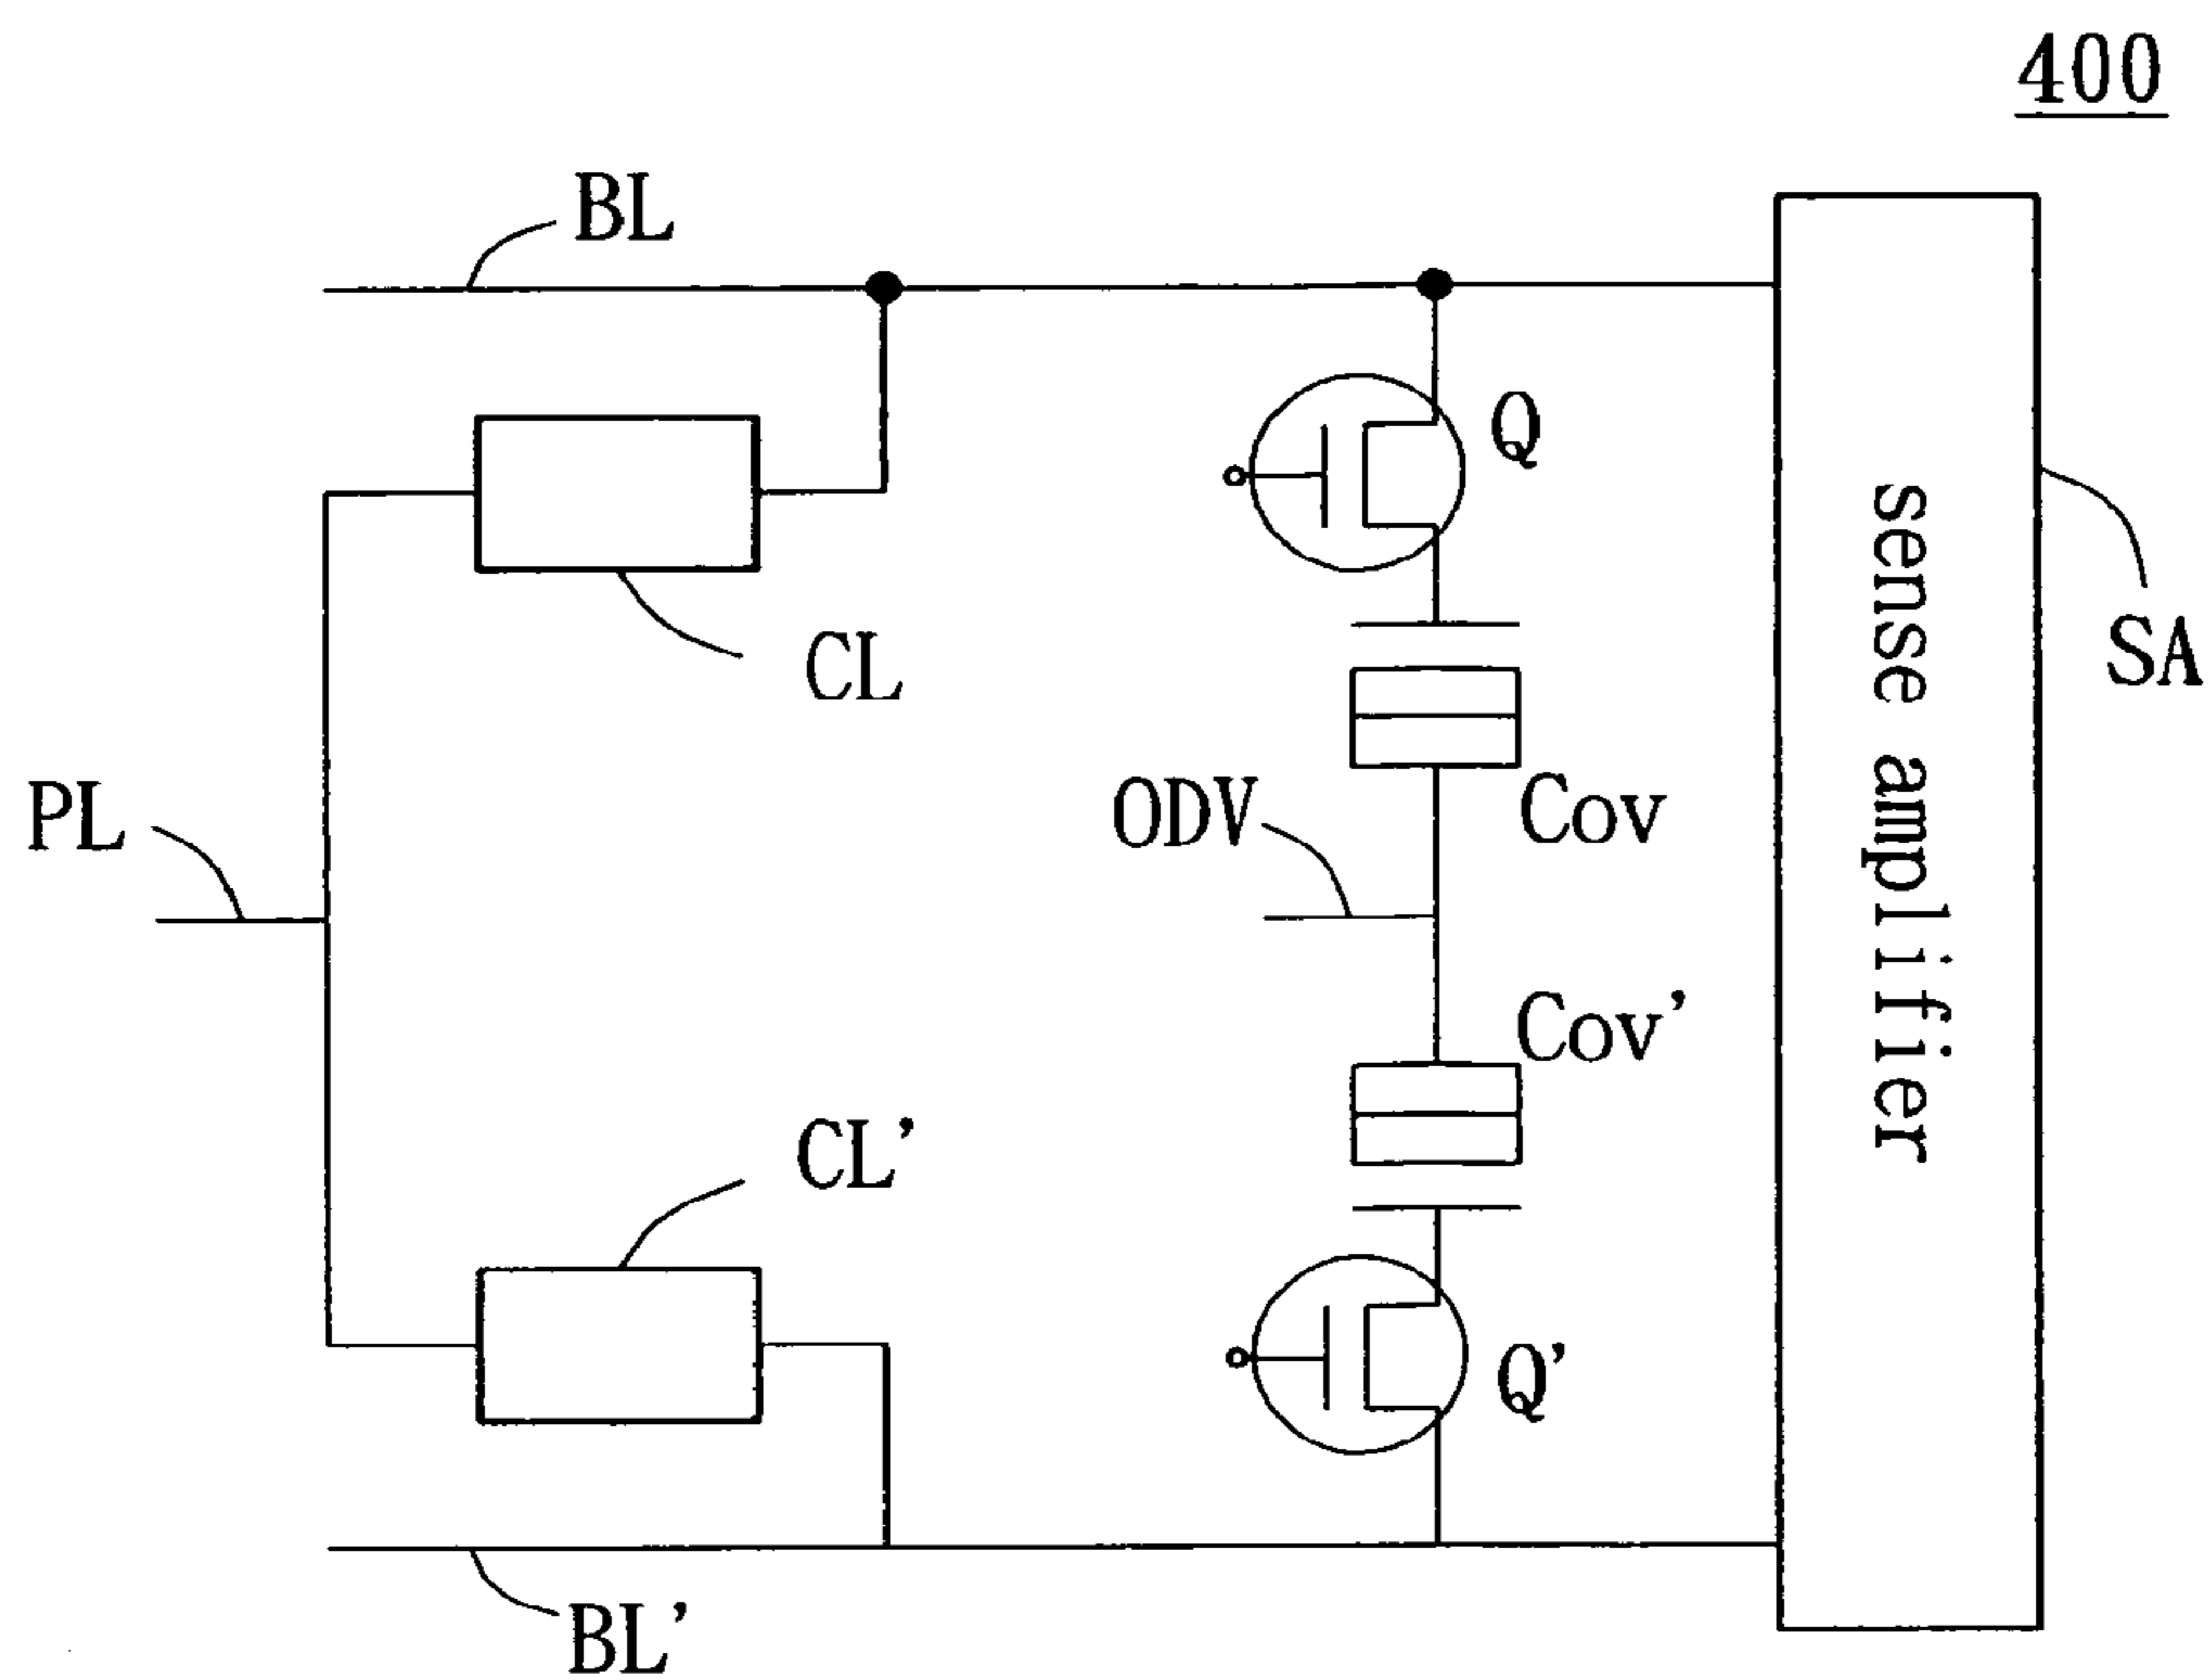 400
BL
Q
CL
sense amplifier
SA
PL
ODV
Cov
Cov'
CL'
Q'
BL'